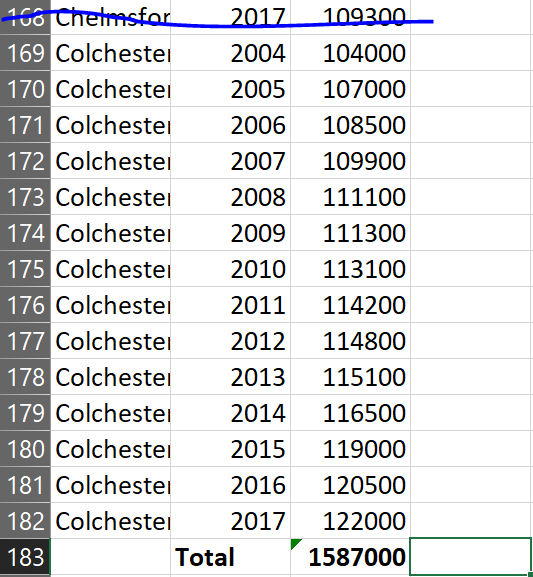 168 Chelmsfor 2017 109300
169 Colchester 2004 104000
170 Colchester 2005 107000
171 Colchester 2006 108500
172 Colchester 2007 109900
173 Colchester 2008 111100
174 Colchester 2009 111300
175 Colchester 2010 113100
176 Colchester 2011 114200
177 Colchester 2012 114800
178 Colchester 2013 115100
179 Colchester 2014 116500
180 Colchester 2015 119000
181 Colchester 2016 120500
182 Colchester 2017 122000
183 Total 1587000